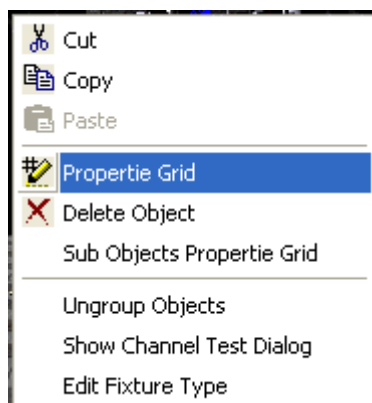 Cut
Copy
Paste
Propertie Grid
Delete Object
Sub Objects Propertie Grid
Ungroup Objects
Show Channel Test Dialog
Edit Fixture Type